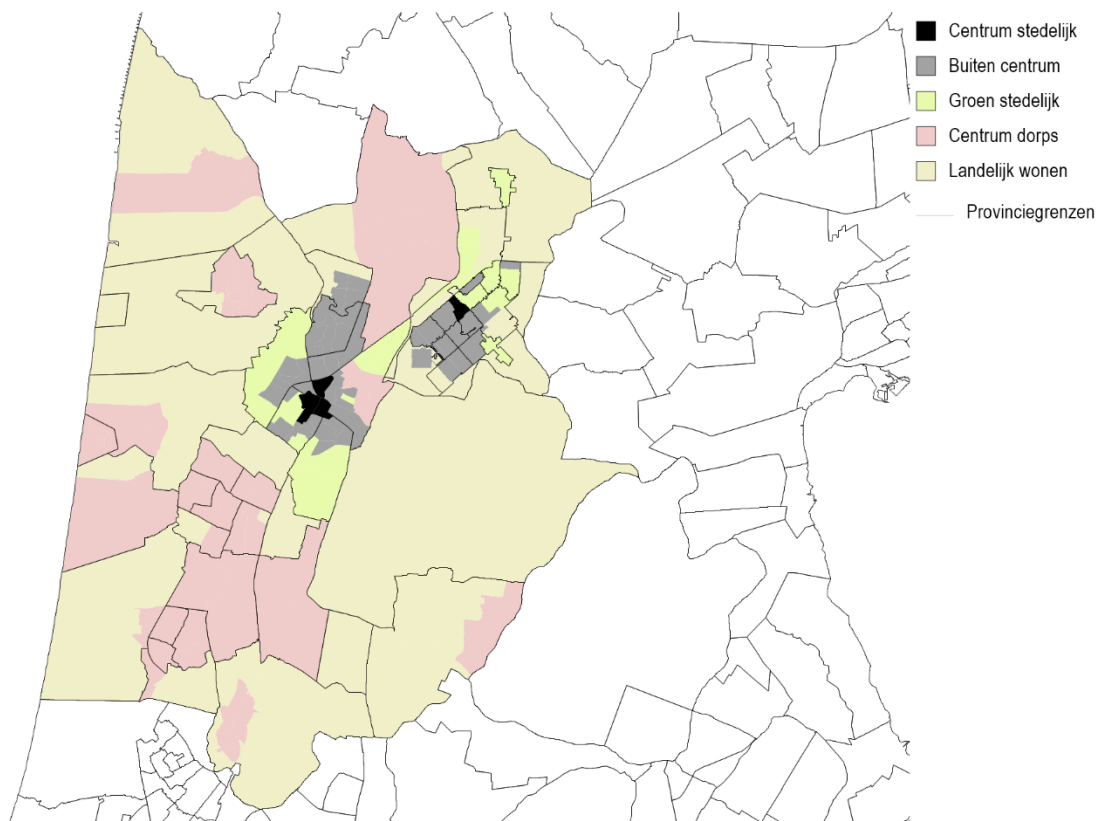 Centrum stedelijk
Buiten centrum
Groen stedelijk
Centrum dorps
Landelijk wonen
Provinciegrenzen